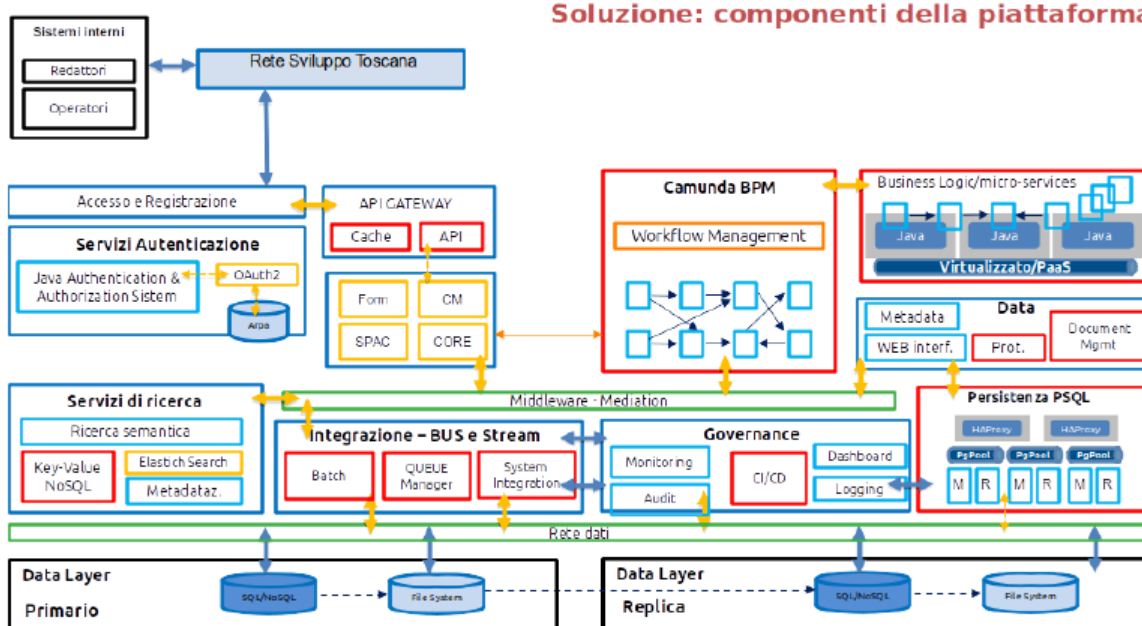 Soluzione: componenti della piattaforma
Sistemi interni
Redattori
Operatori
Rete Sviluppo Toscana
Accesso e Registrazione
API GATEWAY
Cache
API
Servizi Autenticazione
Java Authentication &
Authorization Sistem
OAuth2
Arpa
Form
CM
SPAC
CORE
Camunda BPM
Workflow Management
Business Logic/micro-services
Java
Java
Java
Virtualizzato/PaaS
Data
Metadata
WEB interf.
Prot.
Document
Mgmt
Middleware - Mediation
Servizi di ricerca
Ricerca semantica
Key-Value
NoSQL
Elastich Search
Metadataz.
Integrazione – BUS e Stream
Batch
QUEUE
Manager
System
Integration
Governance
Monitoring
Audit
CI/CD
Dashboard
Logging
Persistenza PSQL
HAProxy
HAProxy
PgPool
PgPool
PgPool
M
R
M
R
M
R
Rete dati
Data Layer
Primario
SQL/NoSQL
File System
Data Layer
Replica
SQL/NoSQL
File System